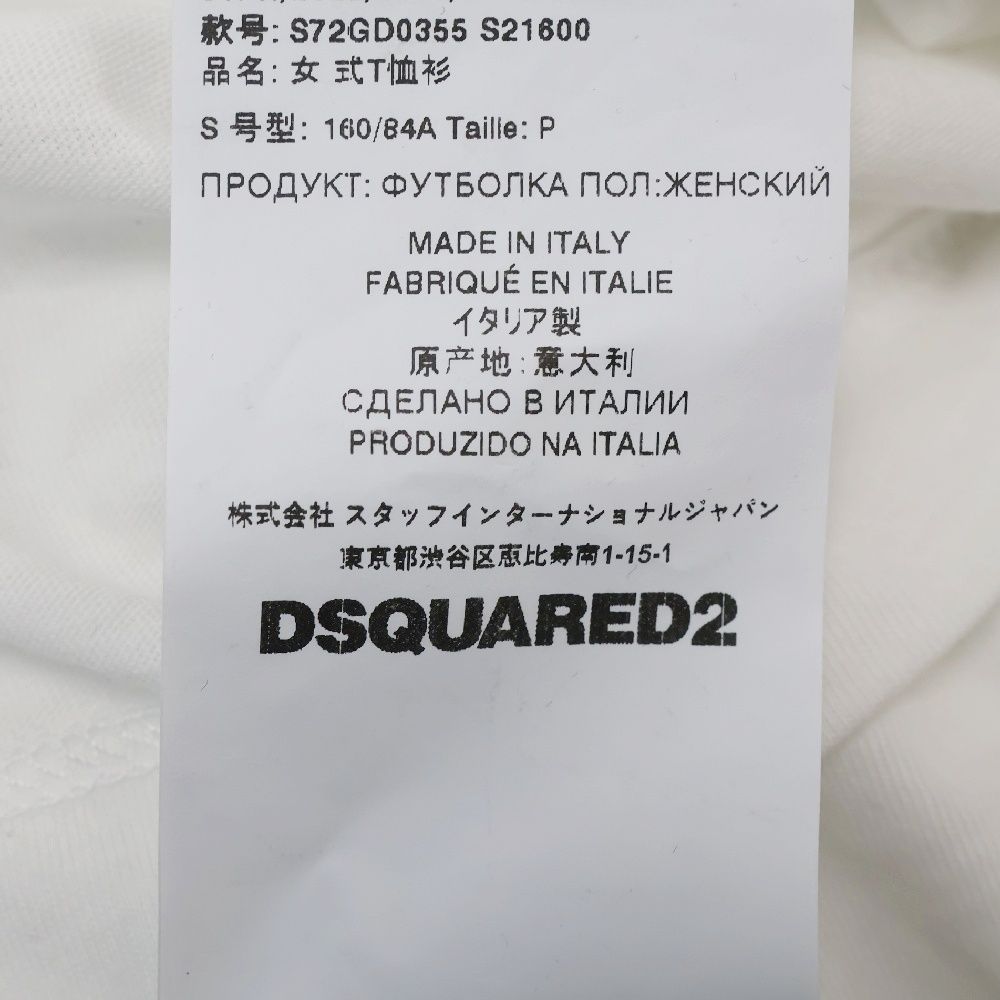 款号: S72GD0355 S21600
品名: 女 式T恤衫
S 号型: 160/84A Taille: P
ПРОДУКТ: ФУТБОЛКА ПОЛ:ЖЕНСКИЙ
MADE IN ITALY
FABRIQUÉ EN ITALIE
イタリア製
原产地:意大利
СДЕЛАНО В ИТАЛИИ
PRODUZIDO NA ITALIA
株式会社 スタッフインターナショナルジャパン
東京都渋谷区恵比寿南1-15-1
DSQUARED2